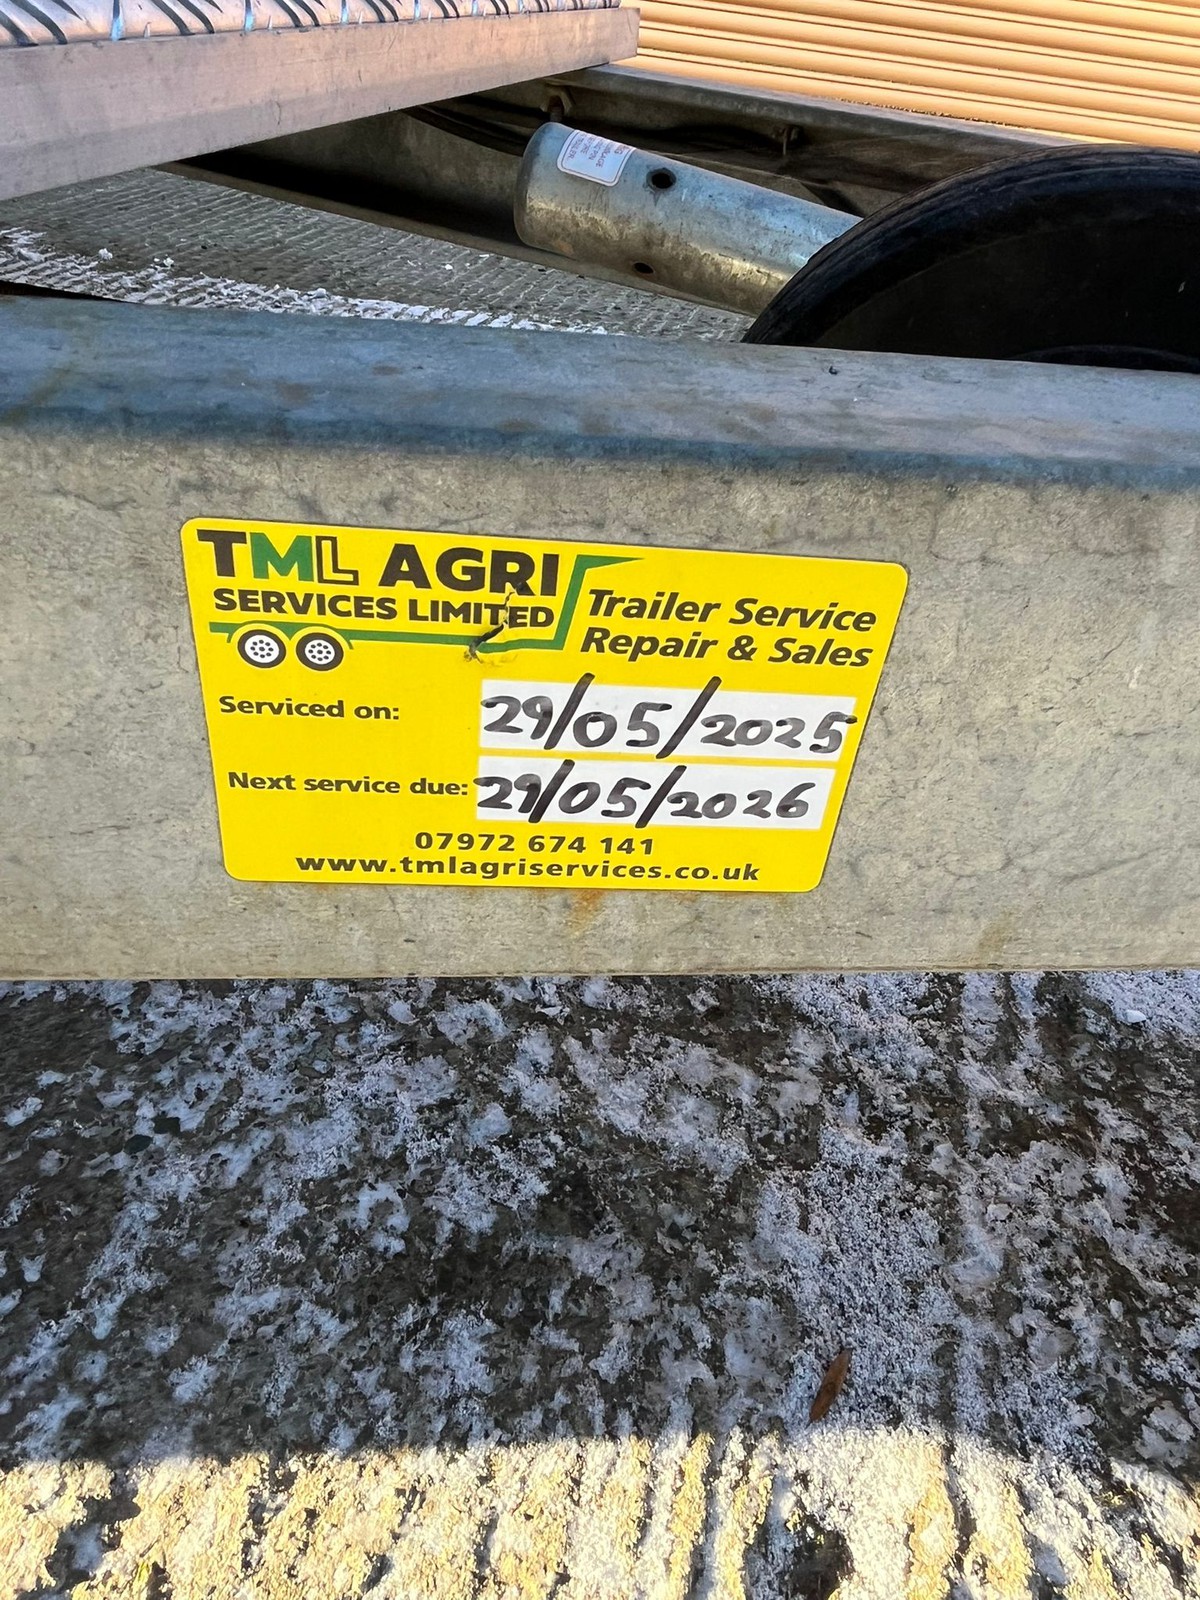 TML AGRI
SERVICES LIMITED
Trailer Service
Repair & Sales
Serviced on: 29/05/2025
Next service due: 29/05/2026
07972 674 141
www.tmlagriservices.co.uk